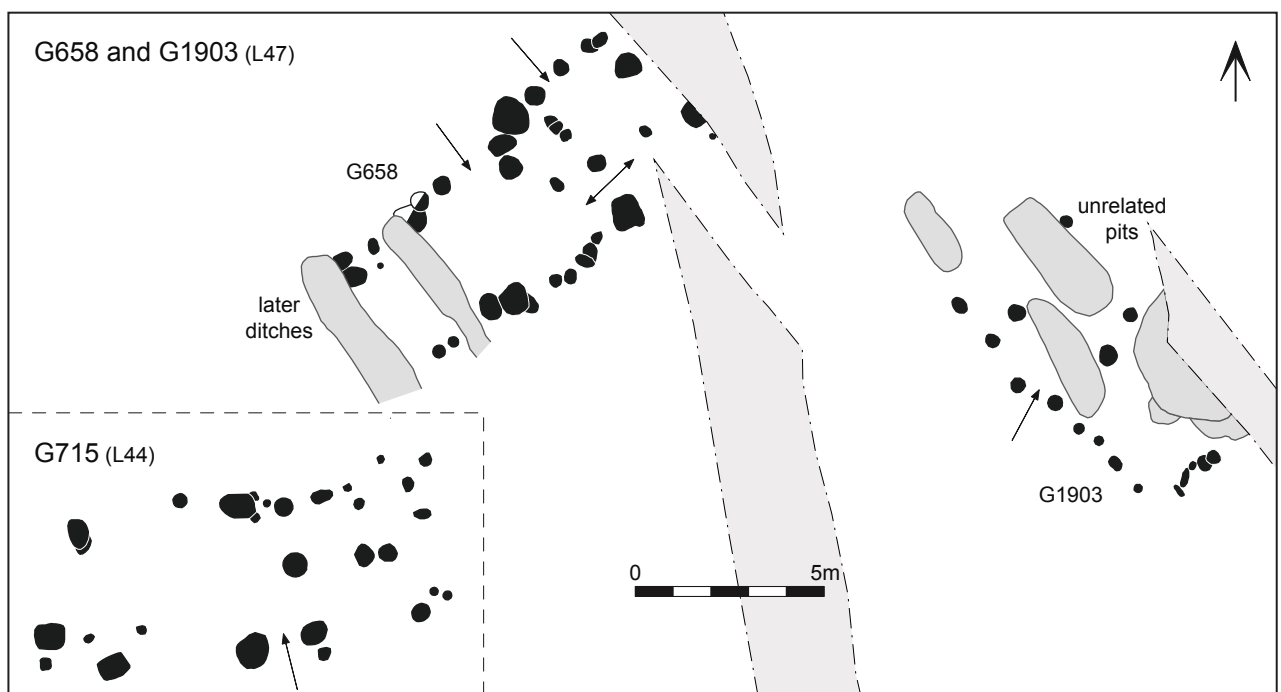 G658 and G1903 (L47)
G658
unrelated
pits
later
ditches
G715 (L44)
G1903
0 5m